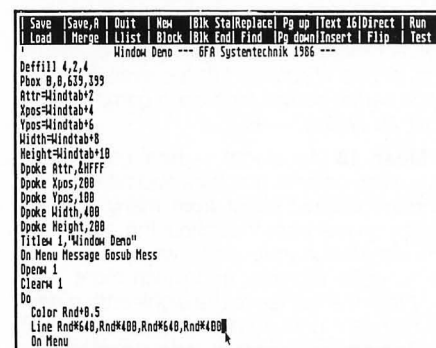 Save |Save,A| Quit | New |Blk Sta|Replace| Pg up |Text 16|Direct | Run
Load | Merge | Llist | Block |Blk End| Find |Pg down|Insert | Flip | Test
' Window Demo --- GFA Systemtechnik 1986 ---
Deffill 4,2,4
Pbox 0,0,639,399
Attr=Windtab+2
Xpos=Windtab+4
Ypos=Windtab+6
Width=Windtab+8
Height=Windtab+10
Dpoke Attr,&HFFF
Dpoke Xpos,200
Dpoke Ypos,100
Dpoke Width,400
Dpoke Height,200
Titlew 1,"Window Demo"
On Menu Message Gosub Mess
Openw 1
Clearw 1
Do
Color Rnd+0.5
Line Rnd*640,Rnd*400,Rnd*640,Rnd*400
On Menu